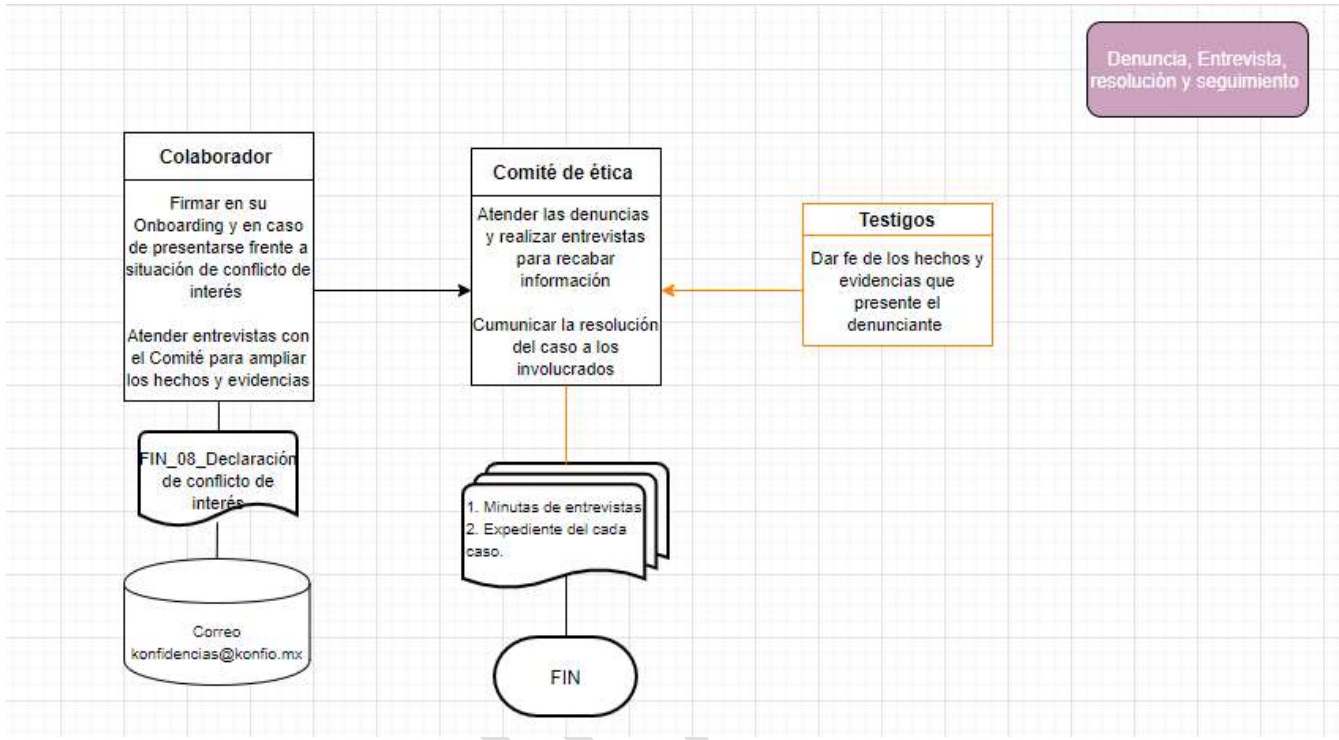 Denuncia, Entrevista,
resolución y seguimiento
Colaborador
Firmar en su
Onboarding y en caso
de presentarse frente a
situación de conflicto de
interés
Atender entrevistas con
el Comité para ampliar
los hechos y evidencias
FIN_08_Declaración
de conflicto de
interés
Correo
konfidencias@konfio.mx
Comité de ética
Atender las denuncias
y realizar entrevistas
para recabar
información
Cumunicar la resolución
del caso a los
involucrados
1. Minutas de entrevistas
2. Expediente del cada
caso.
FIN
Testigos
Dar fe de los hechos y
evidencias que
presente el
denunciante